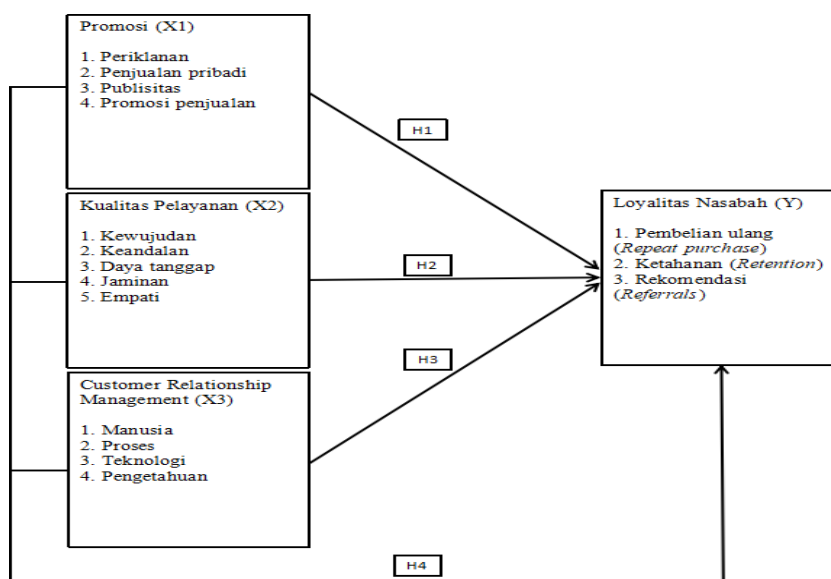 Promosi (X1)
1. Periklanan
2. Penjualan pribadi
3. Publisitas
4. Promosi penjualan
H1
Kualitas Pelayanan (X2)
1. Kewujudan
2. Keandalan
3. Daya tanggap
4. Jaminan
5. Empati
H2
Loyalitas Nasabah (Y)
1. Pembelian ulang
(Repeat purchase)
2. Ketahanan (Retention)
3. Rekomendasi
(Referrals)
H3
Customer Relationship
Management (X3)
1. Manusia
2. Proses
3. Teknologi
4. Pengetahuan
H4